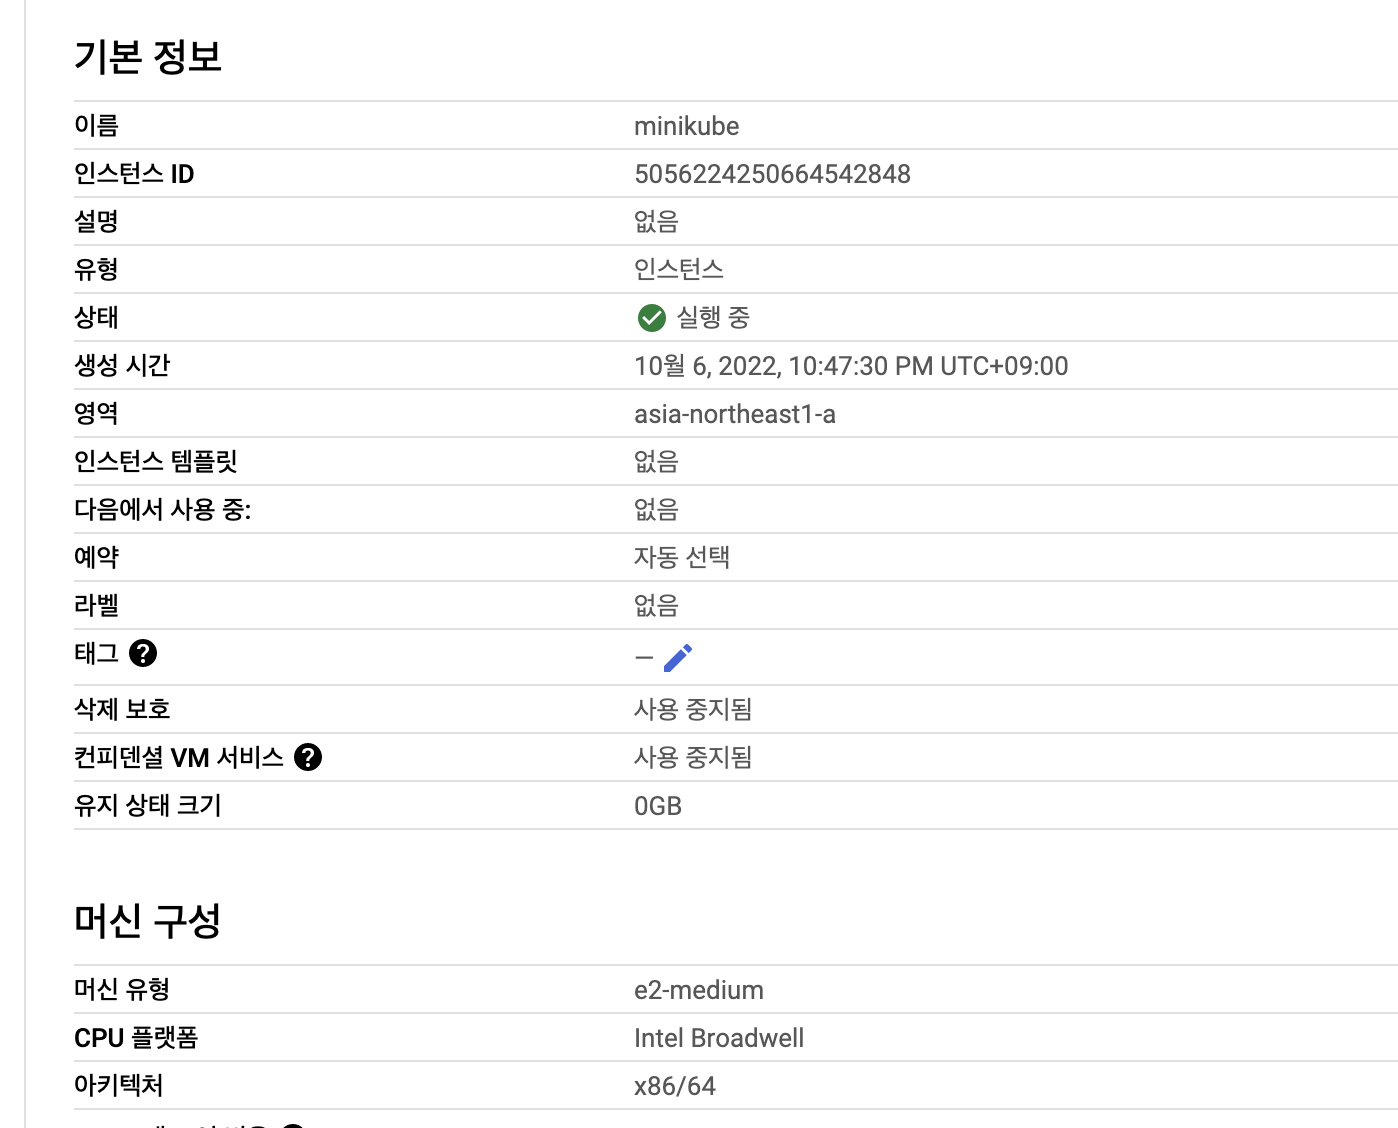 기본 정보
이름 minikube
인스턴스 ID 5056224250664542848
설명 없음
유형 인스턴스
상태 실행 중
생성 시간 10월 6, 2022, 10:47:30 PM UTC+09:00
영역 asia-northeast1-a
인스턴스 템플릿 없음
다음에서 사용 중: 없음
예약 자동 선택
라벨 없음
태그 ? —
삭제 보호 사용 중지됨
컨피덴셜 VM 서비스 ? 사용 중지됨
유지 상태 크기 0GB
머신 구성
머신 유형 e2-medium
CPU 플랫폼 Intel Broadwell
아키텍처 x86/64